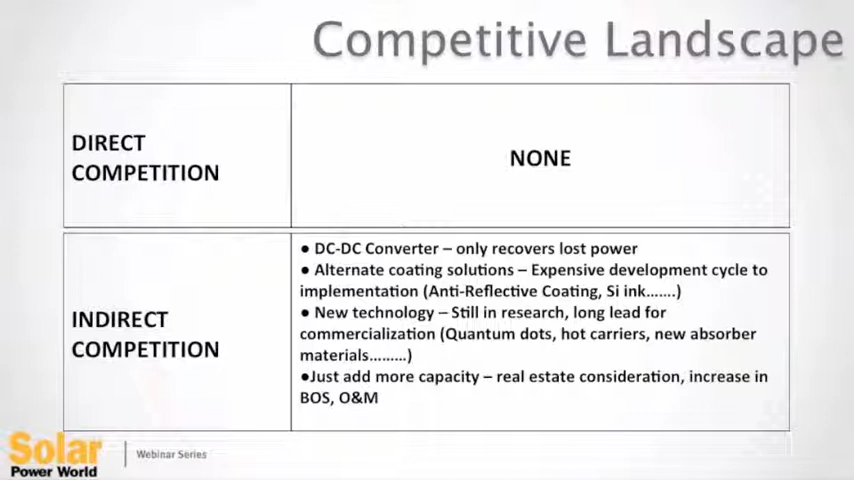 Competitive Landscape
DIRECT
COMPETITION
NONE
INDIRECT
COMPETITION
● DC-DC Converter – only recovers lost power
● Alternate coating solutions – Expensive development cycle to
implementation (Anti-Reflective Coating, Si ink…….)
● New technology – Still in research, long lead for
commercialization (Quantum dots, hot carriers, new absorber
materials………)
●Just add more capacity – real estate consideration, increase in
BOS, O&M
Solar
Power World
Webinar Series